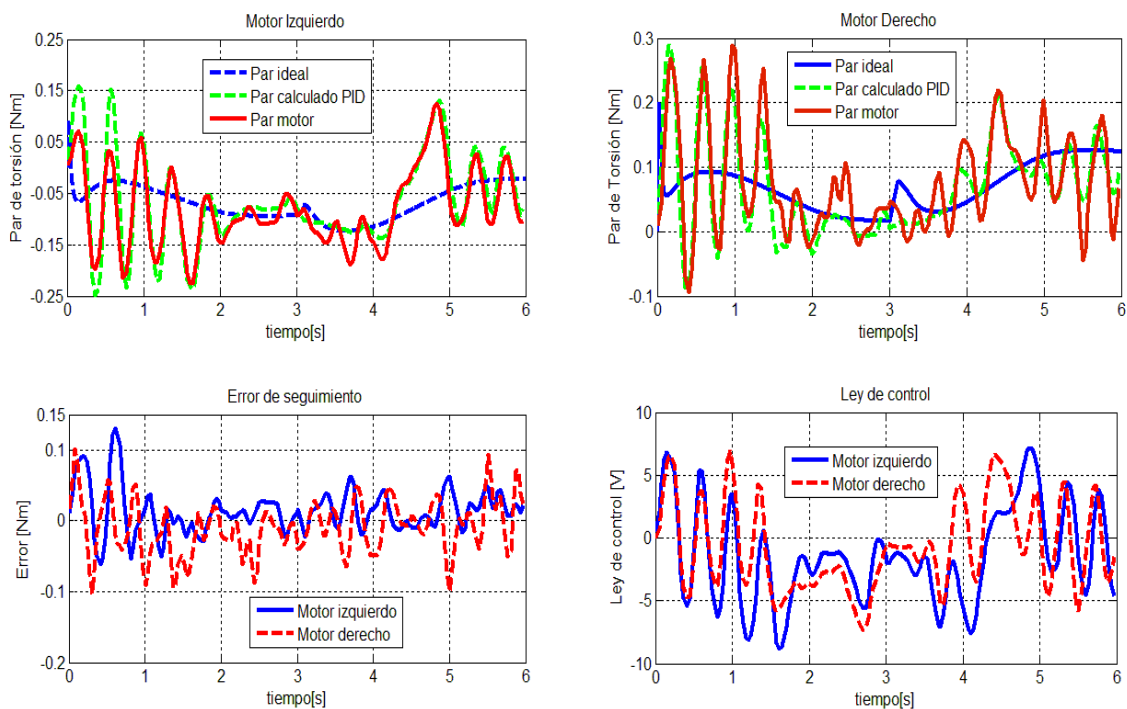 Motor Izquierdo
0.25
0.15
0.05
-0.05
-0.15
-0.25
Par de torsión [Nm]
Par ideal
Par calculado PID
Par motor
0 1 2 3 4 5 6
tiempo[s]
Motor Derecho
0.3
0.2
0.1
0
-0.1
Par de Torsión [Nm]
Par ideal
Par calculado PID
Par motor
0 1 2 3 4 5 6
tiempo[s]
Error de seguimiento
0.15
0.1
0
-0.1
-0.2
Error [Nm]
Motor izquierdo
Motor derecho
0 1 2 3 4 5 6
tiempo[s]
Ley de control
10
5
0
-5
-10
Ley de control [V]
Motor izquierdo
Motor derecho
0 1 2 3 4 5 6
tiempo[s]